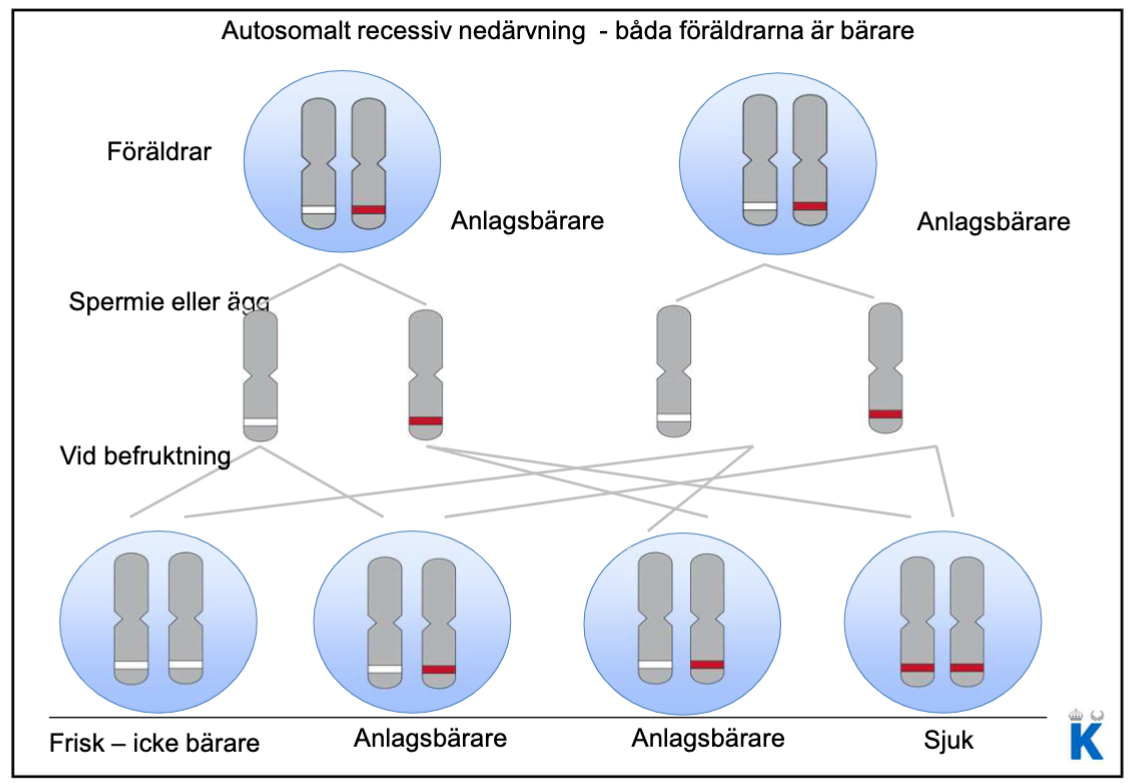 Autosomalt recessiv nedärvning - båda föräldrarna är bärare
Föräldrar
Anlagsbärare
Anlagsbärare
Spermie eller ägg
Vid befruktning
Frisk – icke bärare
Anlagsbärare
Anlagsbärare
Sjuk
K